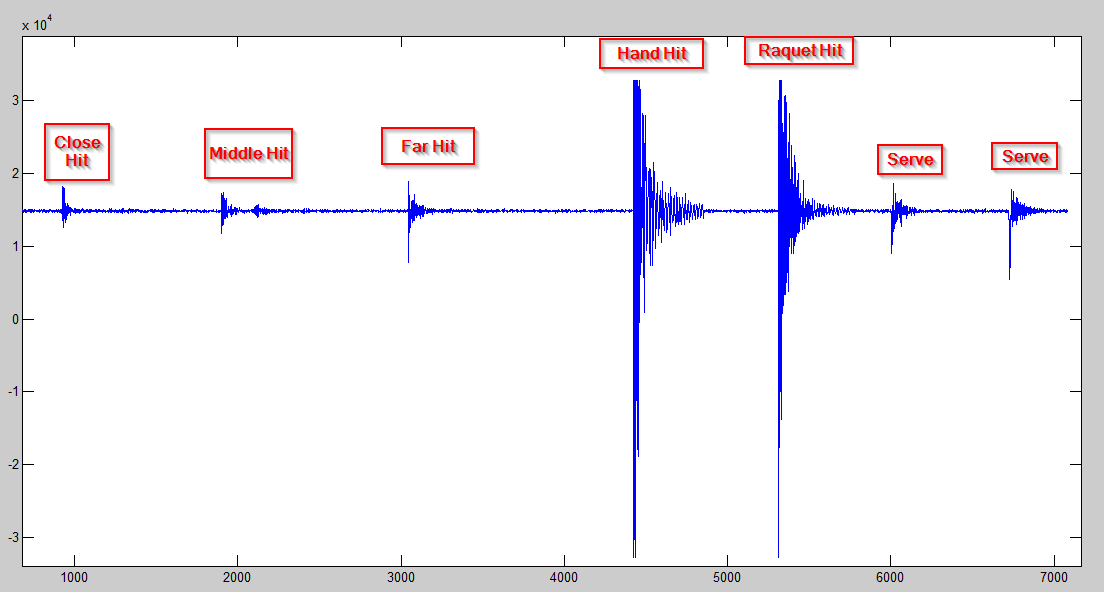 x 10^4
Hand Hit
Raquet Hit
Close
Hit
Middle Hit
Far Hit
Serve
Serve
3
2
1
0
-1
-2
-3
1000 2000 3000 4000 5000 6000 7000